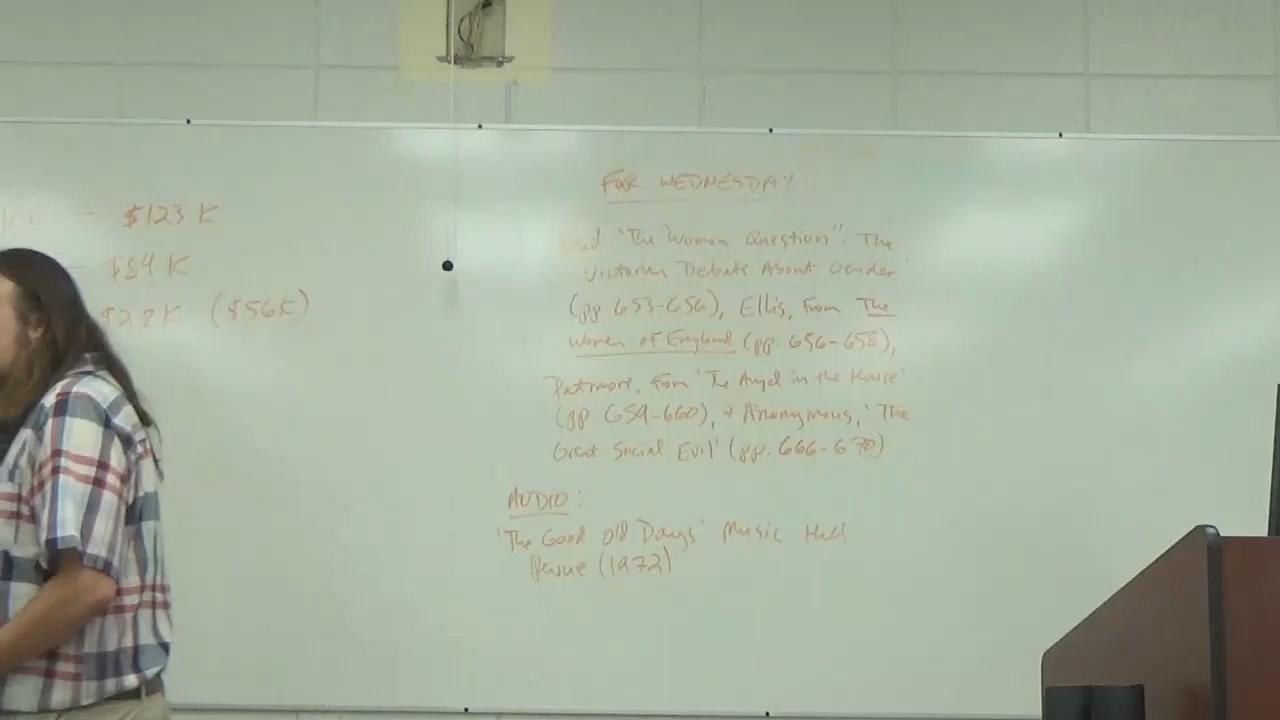 - $123 K
- $84 K
$28K ($56K)
FOR WEDNESDAY:
Read 'The "Woman Question": The
Victorian Debate About Gender'
(pp 653-656), Ellis, from The
Women of England (pp. 656-658),
Patmore, from 'The Angel in the House'
(pp 659-660), + Anonymous, 'The
Great Social Evil' (pp. 666-670)
AUDIO:
'The Good Old Days' Music Hall
Revue (1972)